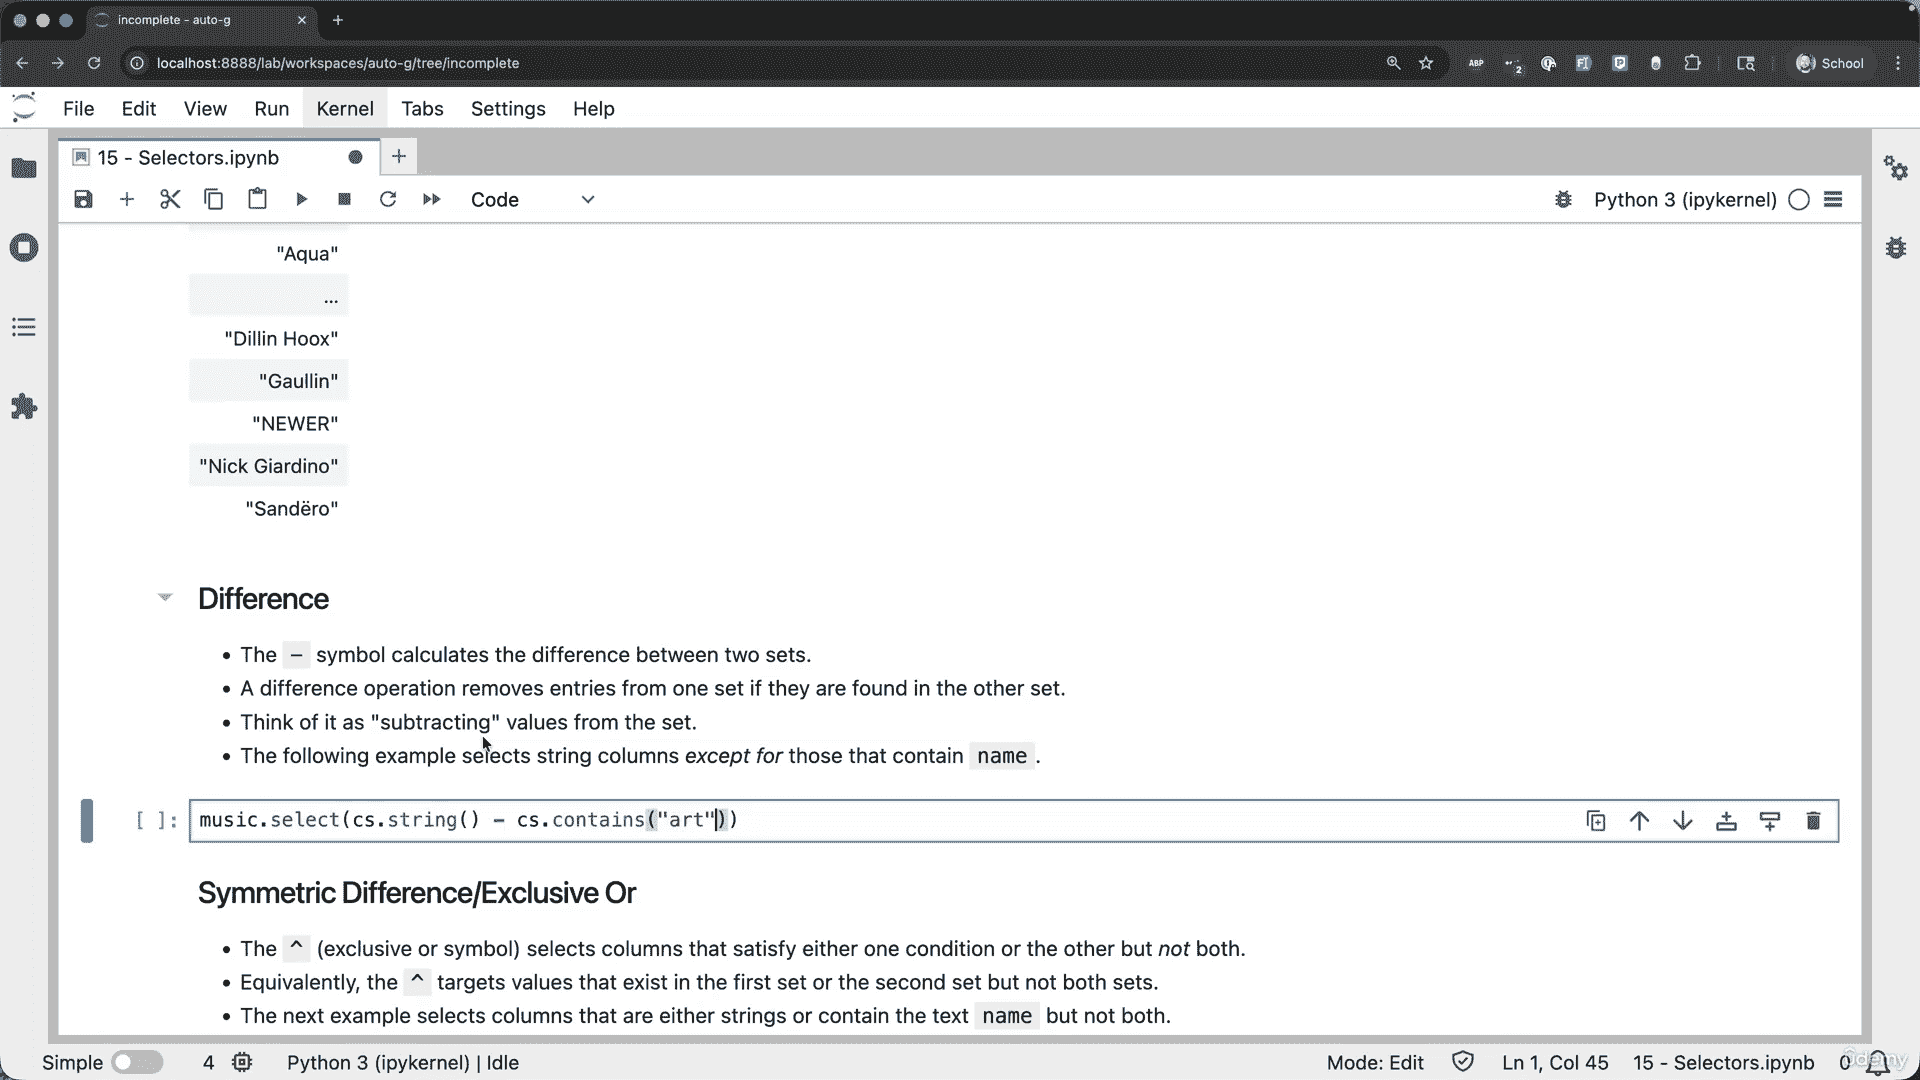 incomplete - auto-g
localhost:8888/lab/workspaces/auto-g/tree/incomplete
ABP
2
School
File Edit View Run Kernel Tabs Settings Help
15 - Selectors.ipynb
Code
Python 3 (ipykernel)
"Aqua"
...
"Dillin Hoox"
"Gaullin"
"NEWER"
"Nick Giardino"
"Sandëro"
Difference
• The - symbol calculates the difference between two sets.
• A difference operation removes entries from one set if they are found in the other set.
• Think of it as "subtracting" values from the set.
• The following example selects string columns except for those that contain name .
[ ]: music.select(cs.string() - cs.contains("art"))
Symmetric Difference/Exclusive Or
• The ^ (exclusive or symbol) selects columns that satisfy either one condition or the other but not both.
• Equivalently, the ^ targets values that exist in the first set or the second set but not both sets.
• The next example selects columns that are either strings or contain the text name but not both.
Simple 4 Python 3 (ipykernel) | Idle Mode: Edit Ln 1, Col 45 15 - Selectors.ipynb 0
ûdemy